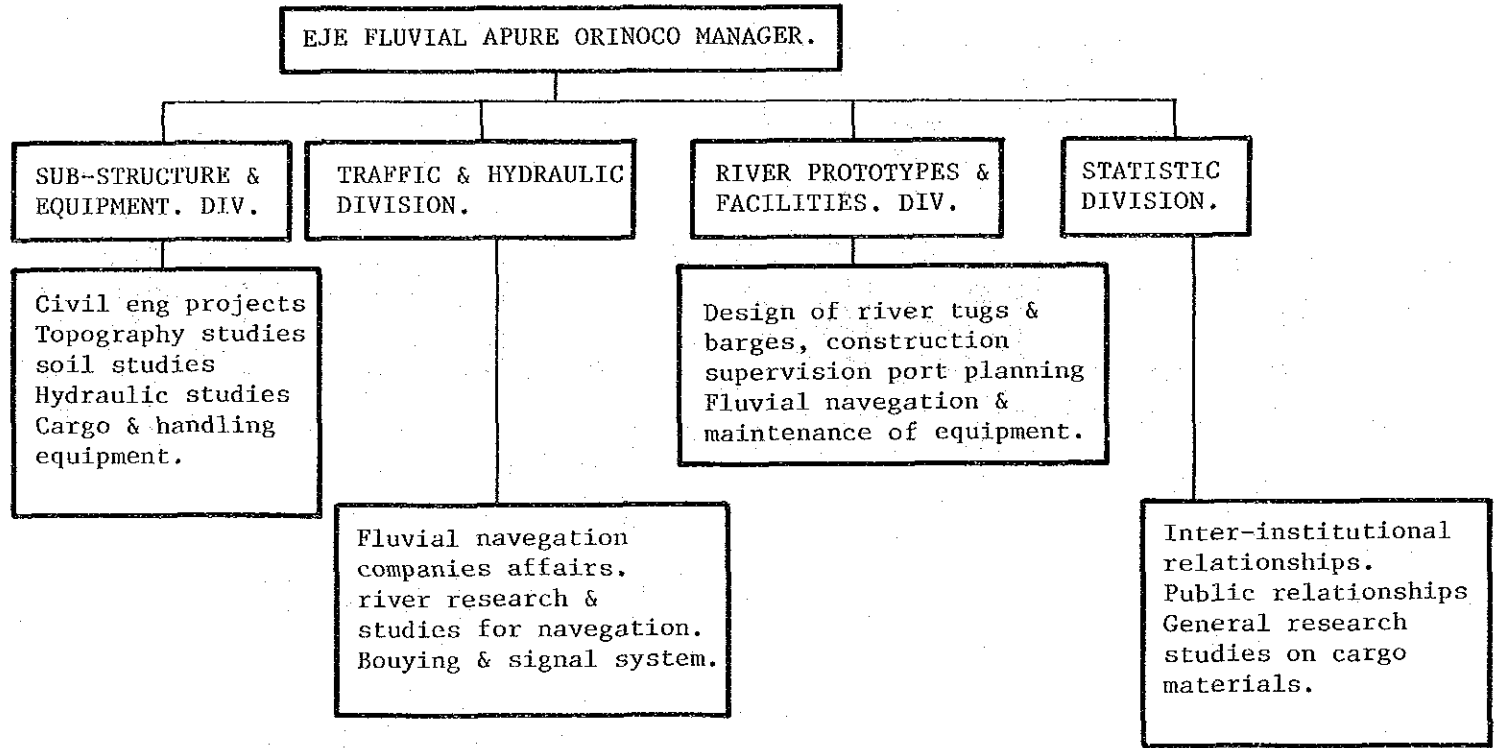 EJE FLUVIAL APURE ORINOCO MANAGER.
SUB-STRUCTURE &
EQUIPMENT. DIV.
TRAFFIC & HYDRAULIC
DIVISION.
RIVER PROTOTYPES &
FACILITIES. DIV.
STATISTIC
DIVISION.
Civil eng projects
Topography studies
soil studies
Hydraulic studies
Cargo & handling
equipment.
Design of river tugs &
barges, construction
supervision port planning
Fluvial navegation &
maintenance of equipment.
Fluvial navegation
companies affairs.
river research &
studies for navegation.
Bouying & signal system.
Inter-institutional
relationships.
Public relationships
General research
studies on cargo
materials.